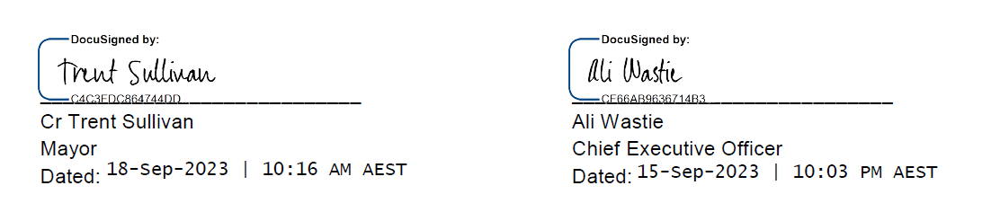 DocuSigned by:
Trent Sullivan
C4C3EDC864744DD
Cr Trent Sullivan
Mayor
Dated: 18-Sep-2023 | 10:16 AM AEST
DocuSigned by:
Ali Wastie
CF66AB9636714B3
Ali Wastie
Chief Executive Officer
Dated: 15-Sep-2023 | 10:03 PM AEST